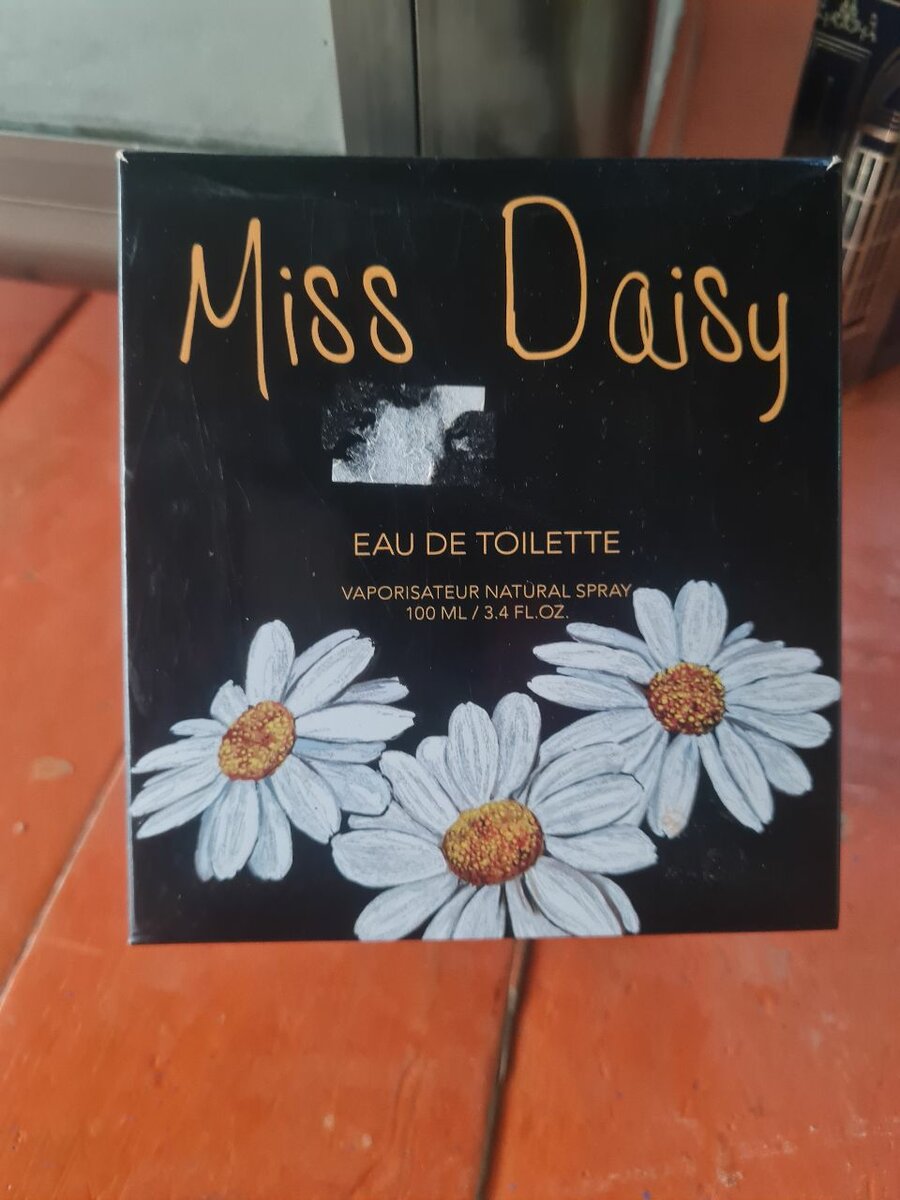 Miss Daisy
EAU DE TOILETTE
VAPORISATEUR NATURAL SPRAY
100 ML / 3.4 FL.OZ.